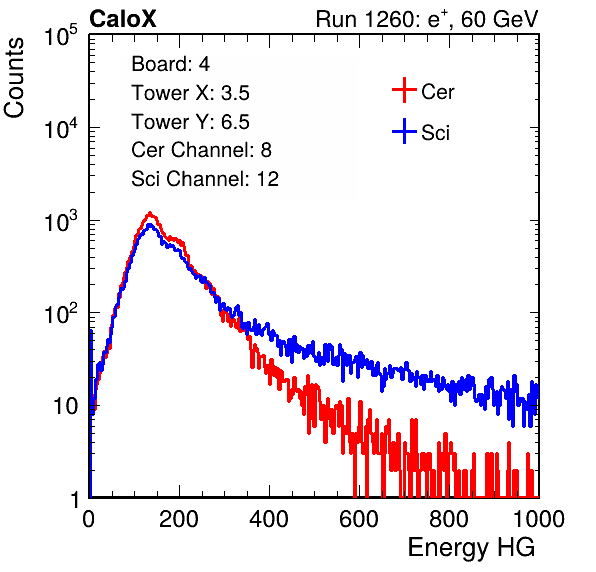 CaloX Run 1260: e⁺, 60 GeV
Counts
10⁵
10⁴
10³
10²
10
1
Board: 4
Tower X: 3.5
Tower Y: 6.5
Cer Channel: 8
Sci Channel: 12
Cer
Sci
0 200 400 600 800 1000
Energy HG